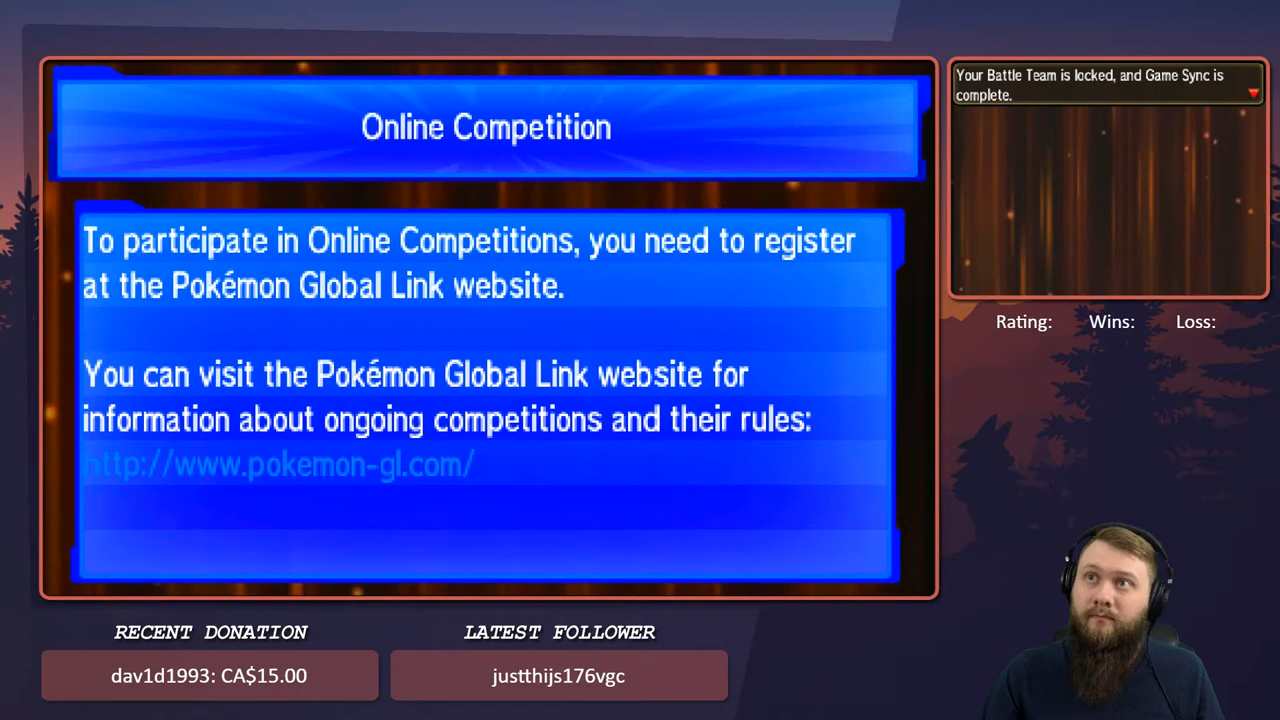 Online Competition
To participate in Online Competitions, you need to register
at the Pokémon Global Link website.
You can visit the Pokémon Global Link website for
information about ongoing competitions and their rules:
http://www.pokemon-gl.com/
Your Battle Team is locked, and Game Sync is
complete.
Rating: Wins: Loss:
RECENT DONATION
dav1d1993: CA$15.00
LATEST FOLLOWER
justthijs176vgc